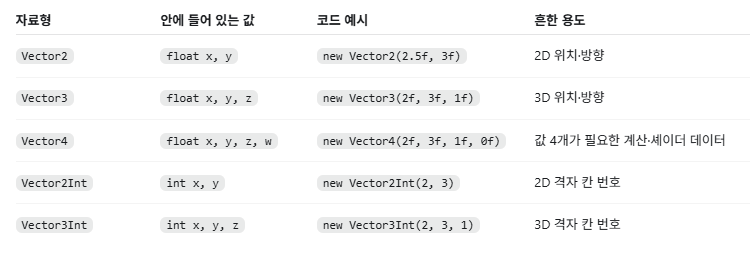 자료형 안에 들어 있는 값 코드 예시 흔한 용도
Vector2 float x, y new Vector2(2.5f, 3f) 2D 위치·방향
Vector3 float x, y, z new Vector3(2f, 3f, 1f) 3D 위치·방향
Vector4 float x, y, z, w new Vector4(2f, 3f, 1f, 0f) 값 4개가 필요한 계산·셰이더 데이터
Vector2Int int x, y new Vector2Int(2, 3) 2D 격자 칸 번호
Vector3Int int x, y, z new Vector3Int(2, 3, 1) 3D 격자 칸 번호